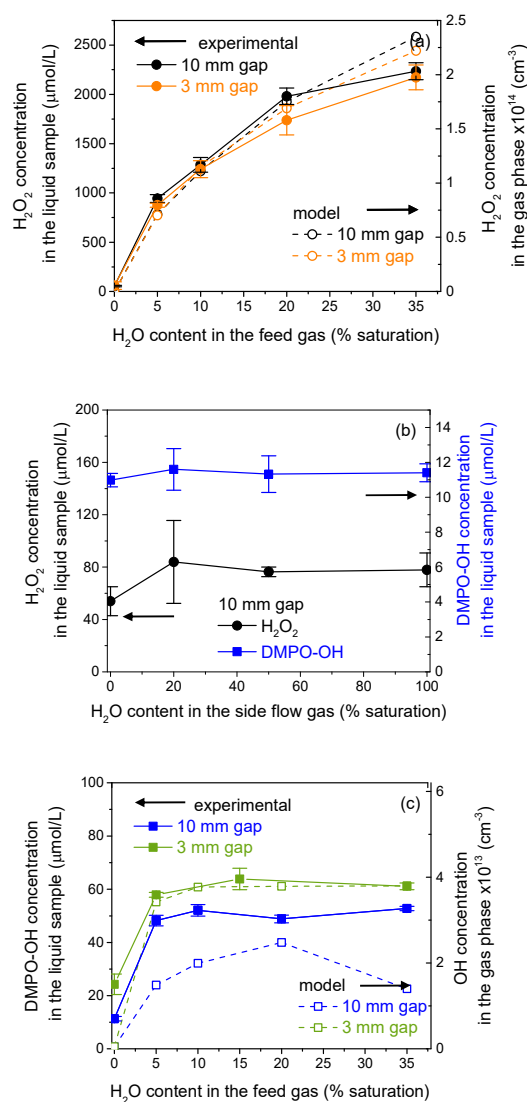 (a)
experimental
10 mm gap
3 mm gap
model
10 mm gap
3 mm gap
2500
2250
2000
1750
1500
1250
1000
750
500
250
0
2.5
2
1.5
1
0.5
0
0 5 10 15 20 25 30 35
H₂O₂ concentration
in the liquid sample (μmol/L)
H₂O₂ concentration
in the gas phase x10¹⁴ (cm⁻³)
H₂O content in the feed gas (% saturation)
(b)
200
160
120
80
40
0
14
12
10
8
6
4
2
0
10 mm gap
H₂O₂
DMPO-OH
0 20 40 60 80 100
H₂O₂ concentration
in the liquid sample (μmol/L)
DMPO-OH concentration
in the liquid sample (μmol/L)
H₂O content in the side flow gas (% saturation)
(c)
experimental
10 mm gap
3 mm gap
model
10 mm gap
3 mm gap
100
80
60
40
20
0
6
4
2
0
0 5 10 15 20 25 30 35
DMPO-OH concentration
in the liquid sample (μmol/L)
OH concentration
in the gas phase x10¹³ (cm⁻³)
H₂O content in the feed gas (% saturation)